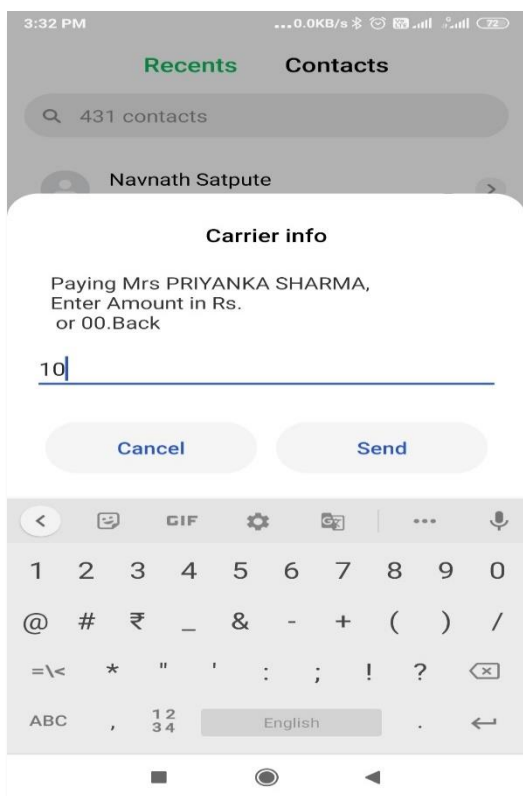 3:32 PM ...0.0KB/s 72
Recents Contacts
431 contacts
Navnath Satpute
Carrier info
Paying Mrs PRIYANKA SHARMA,
Enter Amount in Rs.
or 00.Back
10
Cancel Send
GIF
1 2 3 4 5 6 7 8 9 0
@ # ₹ _ & - + ( ) /
=\< * " ' : ; ! ?
ABC , 12 34 English .